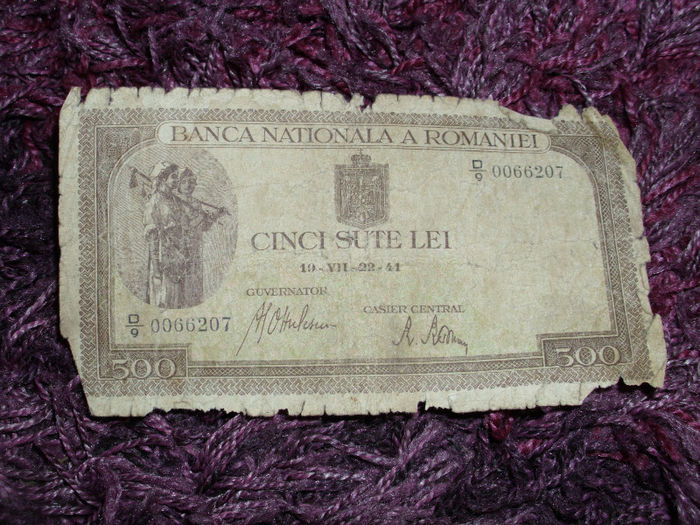 BANCA NATIONALA A ROMANIEI
D/9 0066207
CINCI SUTE LEI
19-VII-22-41
GUVERNATOR
CASIER CENTRAL
D/9 0066207
500
500